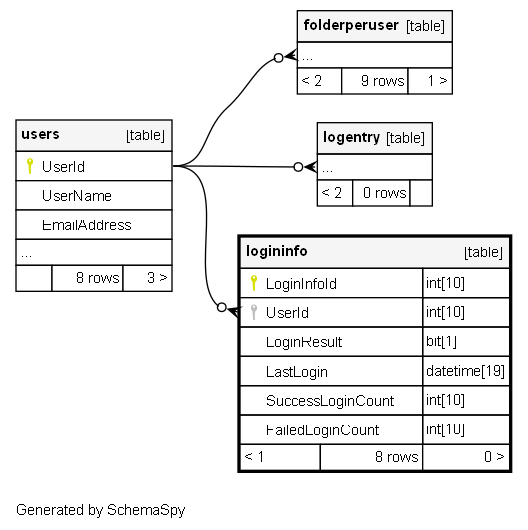 folderperuser [table]
...
< 2 9 rows 1 >
logentry [table]
...
< 2 0 rows
users [table]
UserId
UserName
EmailAddress
...
8 rows 3 >
logininfo [table]
LoginInfoId int[10]
UserId int[10]
LoginResult bit[1]
LastLogin datetime[19]
SuccessLoginCount int[10]
FailedLoginCount int[10]
< 1 8 rows 0 >
Generated by SchemaSpy